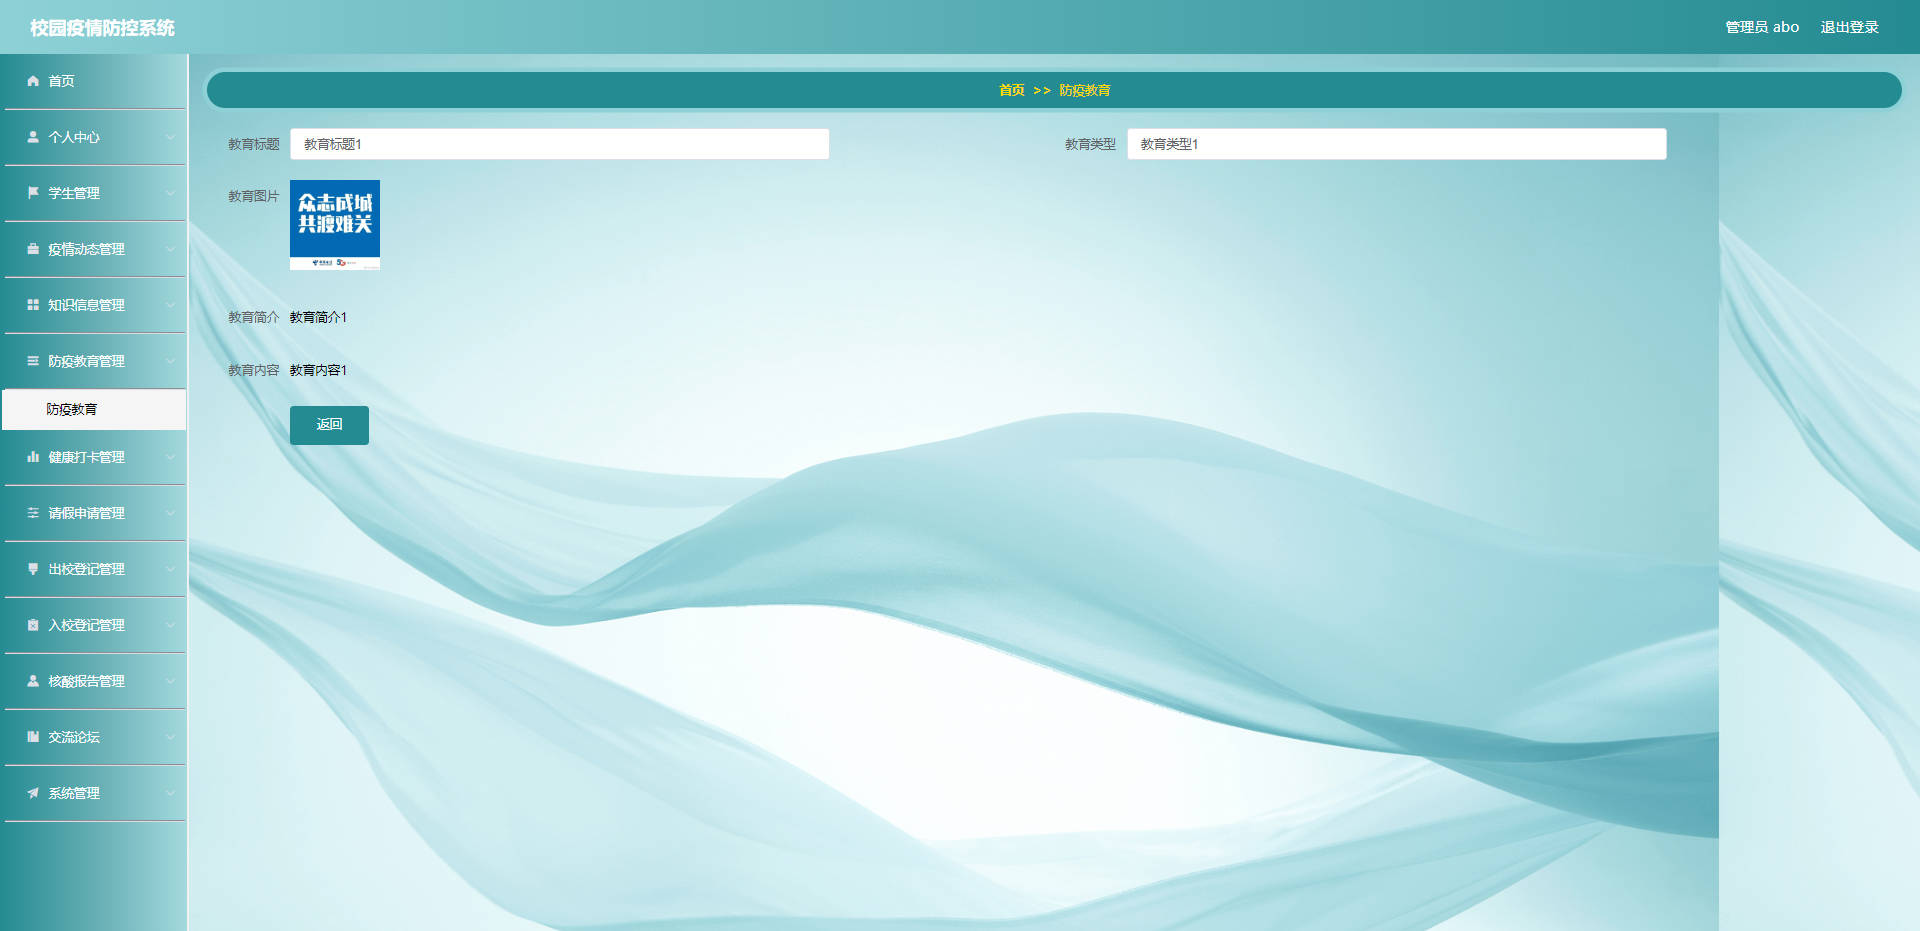 校园疫情防控系统
管理员 abo
退出登录
首页
个人中心
学生管理
疫情动态管理
知识信息管理
防疫教育管理
防疫教育
健康打卡管理
请假申请管理
出校登记管理
入校登记管理
核酸报告管理
交流论坛
系统管理
首页 >> 防疫教育
教育标题 教育标题1
教育类型 教育类型1
教育图片
众志成城
共渡难关
教育简介 教育简介1
教育内容 教育内容1
返回